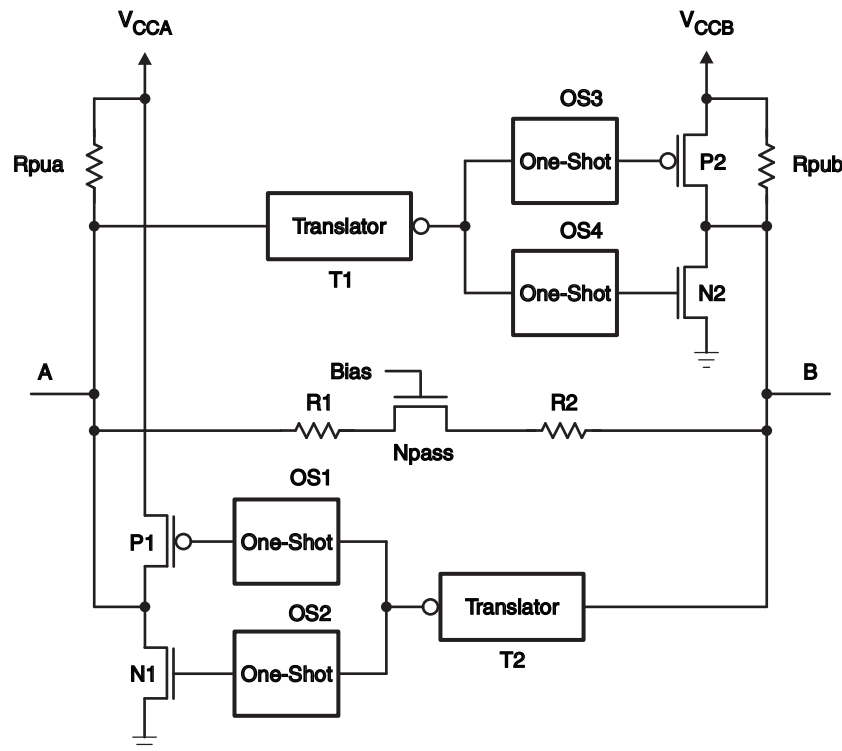 VCCA
VCCB
OS3
Rpua
One-Shot
P2
Rpub
Translator
OS4
T1
One-Shot
N2
A
Bias
B
R1
R2
Npass
OS1
P1
One-Shot
OS2
Translator
N1
One-Shot
T2